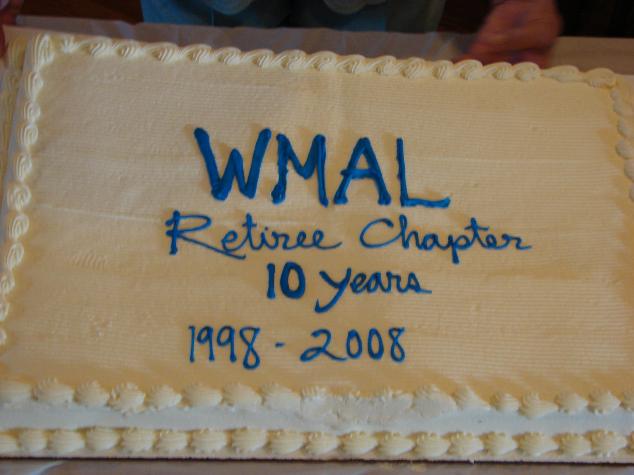 WMAL
Retiree Chapter
10 years
1998 - 2008